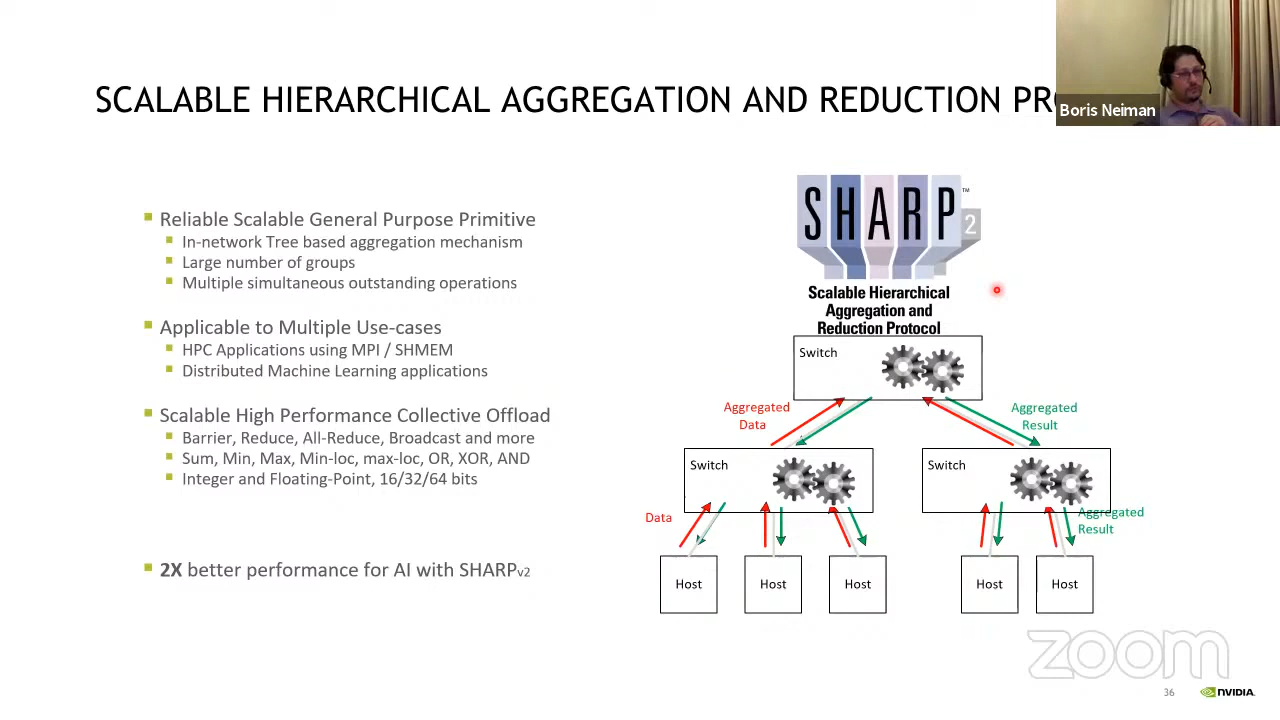 SCALABLE HIERARCHICAL AGGREGATION AND REDUCTION
Boris Neiman
Reliable Scalable General Purpose Primitive
In-network Tree based aggregation mechanism
Large number of groups
Multiple simultaneous outstanding operations
Applicable to Multiple Use-cases
HPC Applications using MPI / SHMEM
Distributed Machine Learning applications
Scalable High Performance Collective Offload
Barrier, Reduce, All-Reduce, Broadcast and more
Sum, Min, Max, Min-loc, max-loc, OR, XOR, AND
Integer and Floating-Point, 16/32/64 bits
2X better performance for AI with SHARPv2
SHARP™ 2
Scalable Hierarchical
Aggregation and
Reduction Protocol
Switch
Aggregated
Data
Aggregated
Result
Switch
Switch
Data
Aggregated
Result
Host
Host
Host
Host
Host
zoom
36
NVIDIA.